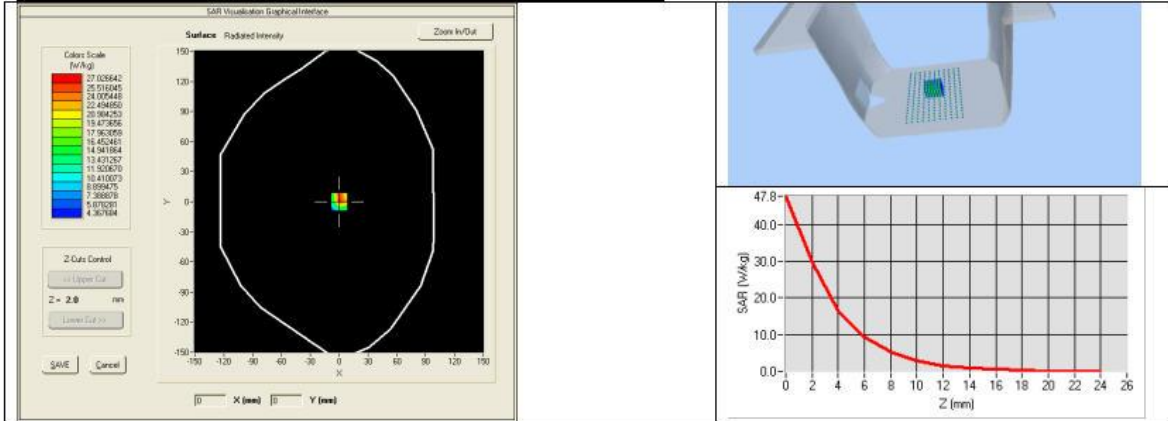 SAR Visualisation Graphical Interface
Surface Radiated Intensity
Zoom In/Out
Colors Scale
(W/kg)
27.026642
25.516045
24.005448
22.494850
20.984253
19.473656
17.963059
16.452461
14.941864
13.431267
11.920670
10.410073
8.899475
7.388878
5.878281
4.367684
Z-Cuts Control
<< Upper Cut
Z = 2.0 mm
Lower Cut >>
SAVE Cancel
150
120
90
60
30
0
-30
-60
-90
-120
-150
Y
-150 -120 -90 -60 -30 0 30 60 90 120 150
X
0 X (mm) 0 Y (mm)
47.8
40.0
30.0
20.0
10.0
0.0
SAR (W/kg)
0 2 4 6 8 10 12 14 16 18 20 22 24 26
Z (mm)